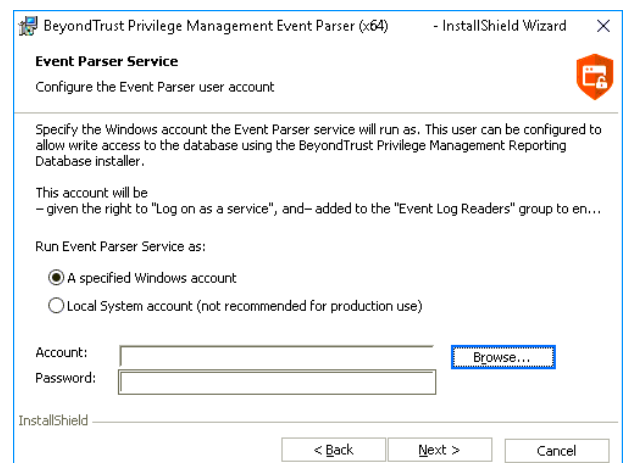 BeyondTrust Privilege Management Event Parser (x64) - InstallShield Wizard
Event Parser Service
Configure the Event Parser user account
Specify the Windows account the Event Parser service will run as. This user can be configured to
allow write access to the database using the BeyondTrust Privilege Management Reporting
Database installer.
This account will be
– given the right to "Log on as a service", and– added to the "Event Log Readers" group to en...
Run Event Parser Service as:
A specified Windows account
Local System account (not recommended for production use)
Account:
Browse...
Password:
InstallShield
< Back
Next >
Cancel